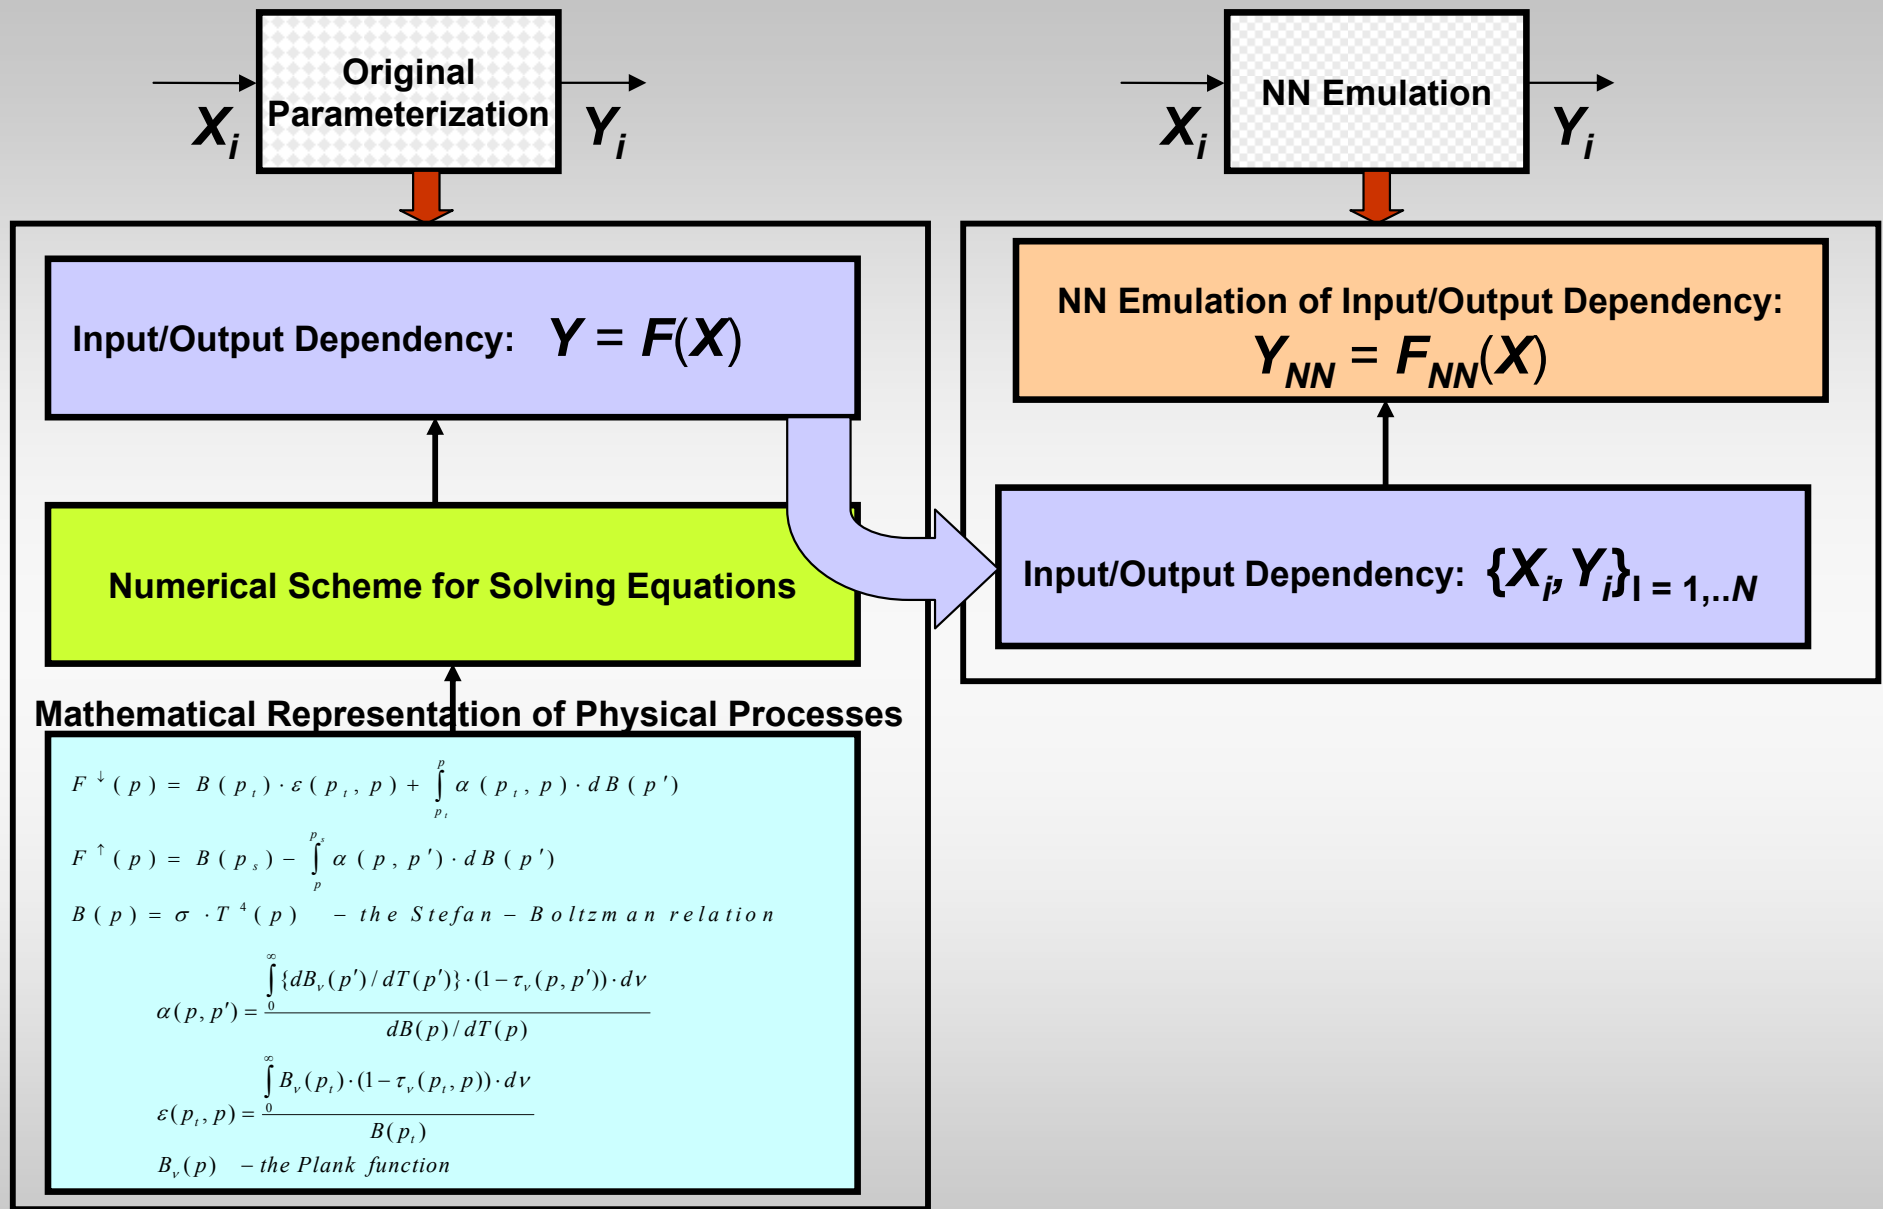 Original
Parameterization
X_i
Y_i
NN Emulation
X_i
Y_i
Input/Output Dependency: Y = F(X)
Numerical Scheme for Solving Equations
Mathematical Representation of Physical Processes
F^↓(p) = B(p_t)·ε(p_t, p) + ∫_{p_t}^{p} α(p_t, p)·dB(p′)
F^↑(p) = B(p_s) − ∫_{p}^{p_s} α(p, p′)·dB(p′)
B(p) = σ·T^4(p) – the Stefan – Boltzman relation
α(p, p′) = ∫_0^∞ {dB_ν(p′)/dT(p′)}·(1 − τ_ν(p, p′))·dν / dB(p)/dT(p)
ε(p_t, p) = ∫_0^∞ B_ν(p_t)·(1 − τ_ν(p_t, p))·dν / B(p_t)
B_ν(p) – the Plank function
NN Emulation of Input/Output Dependency:
Y_NN = F_NN(X)
Input/Output Dependency: {X_i, Y_i}_{I = 1,..N}